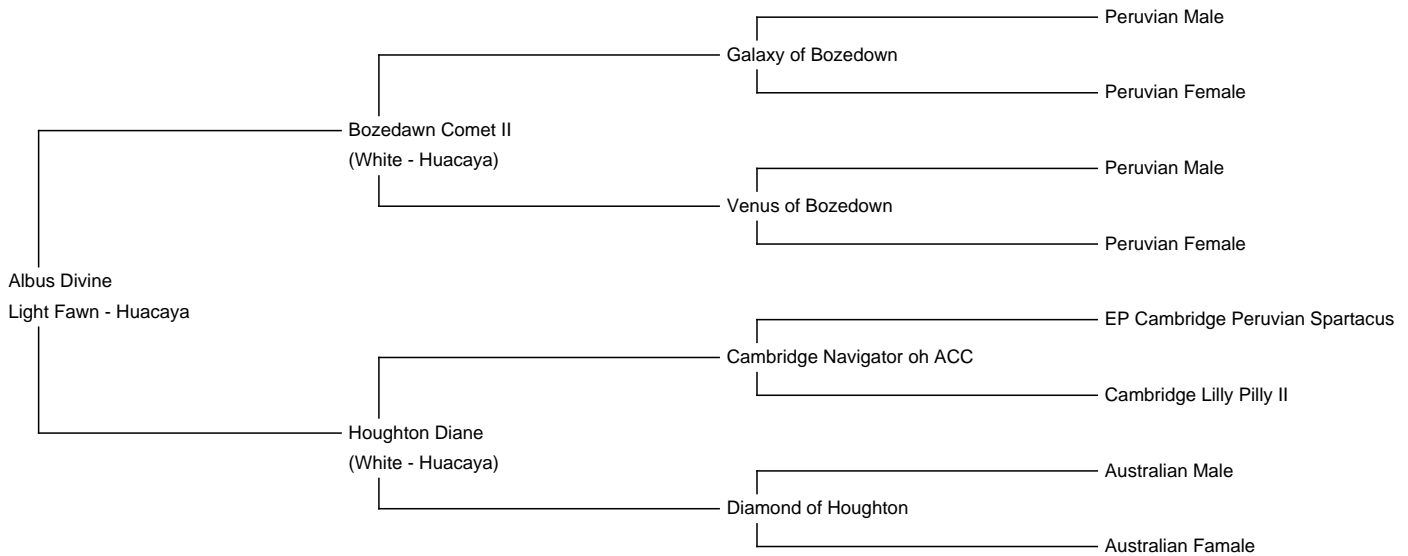 Peruvian Male
Galaxy of Bozedown
Peruvian Female
Bozedawn Comet II
(White - Huacaya)
Peruvian Male
Venus of Bozedown
Peruvian Female
Albus Divine
Light Fawn - Huacaya
EP Cambridge Peruvian Spartacus
Cambridge Navigator oh ACC
Cambridge Lilly Pilly II
Houghton Diane
(White - Huacaya)
Australian Male
Diamond of Houghton
Australian Famale